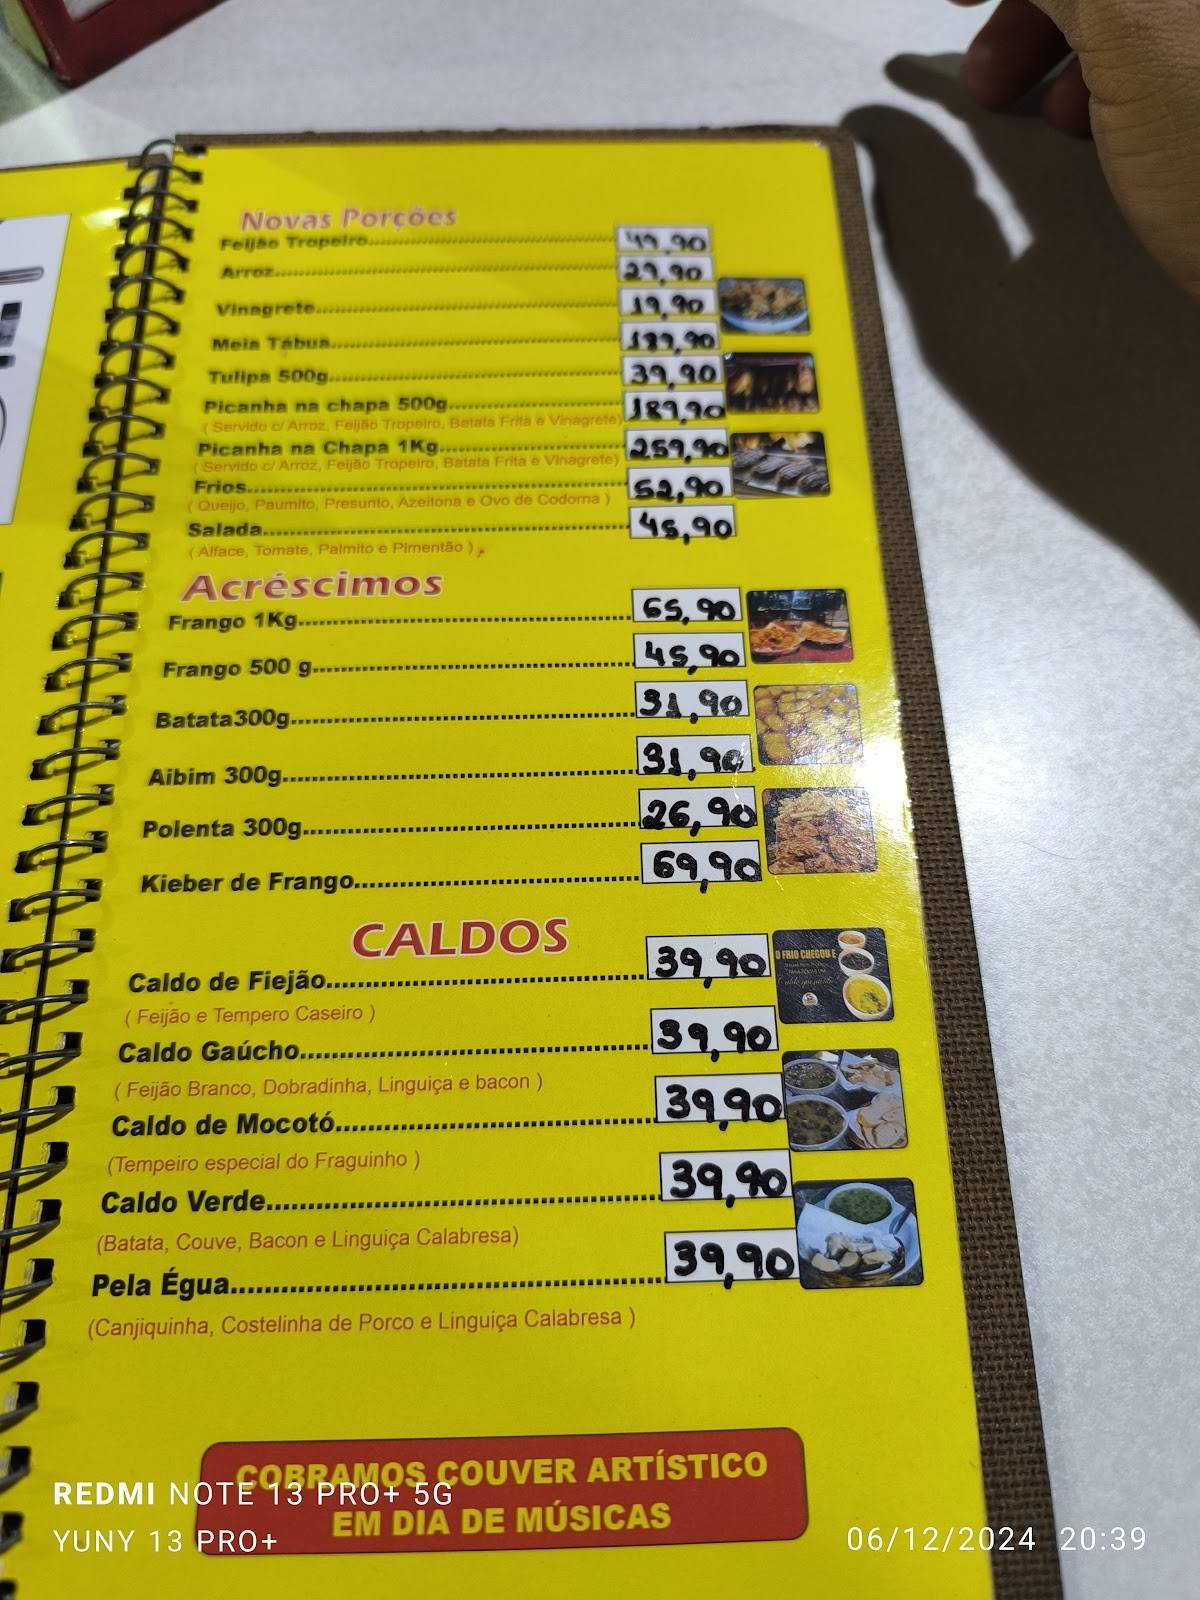 Novas Porções
Feijão Tropeiro 49,90
Arroz 29,90
Vinagrete 19,90
Meia Tábua 189,90
Tulipa 500g 39,90
Picanha na chapa 500g 189,90
( Servido c/ Arroz, Feijão Tropeiro, Batata Frita e Vinagrete)
Picanha na Chapa 1Kg 259,90
( Servido c/ Arroz, Feijão Tropeiro, Batata Frita e Vinagrete)
Frios 52,90
( Queijo, Paumito, Presunto, Azeitona e Ovo de Codorna )
Salada 45,90
( Alface, Tomate, Palmito e Pimentão )
Acréscimos
Frango 1Kg 65,90
Frango 500 g 45,90
Batata300g 31,90
Aibim 300g 31,90
Polenta 300g 26,90
Kieber de Frango 69,90
CALDOS
Caldo de Fiejão 39,90
O FRIO CHEGOU E
( Feijão e Tempero Caseiro )
Caldo Gaúcho 39,90
( Feijão Branco, Dobradinha, Linguiça e bacon )
Caldo de Mocotó 39,90
(Tempeiro especial do Fraguinho )
Caldo Verde 39,90
(Batata, Couve, Bacon e Linguiça Calabresa)
Pela Égua 39,90
(Canjiquinha, Costelinha de Porco e Linguiça Calabresa )
COBRAMOS COUVER ARTÍSTICO
EM DIA DE MÚSICAS
REDMI NOTE 13 PRO+ 5G
YUNY 13 PRO+
06/12/2024 20:39